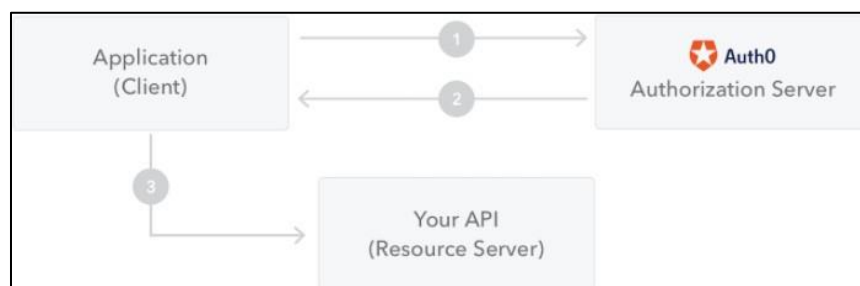 Application
(Client)
1
Auth0
Authorization Server
2
3
Your API
(Resource Server)